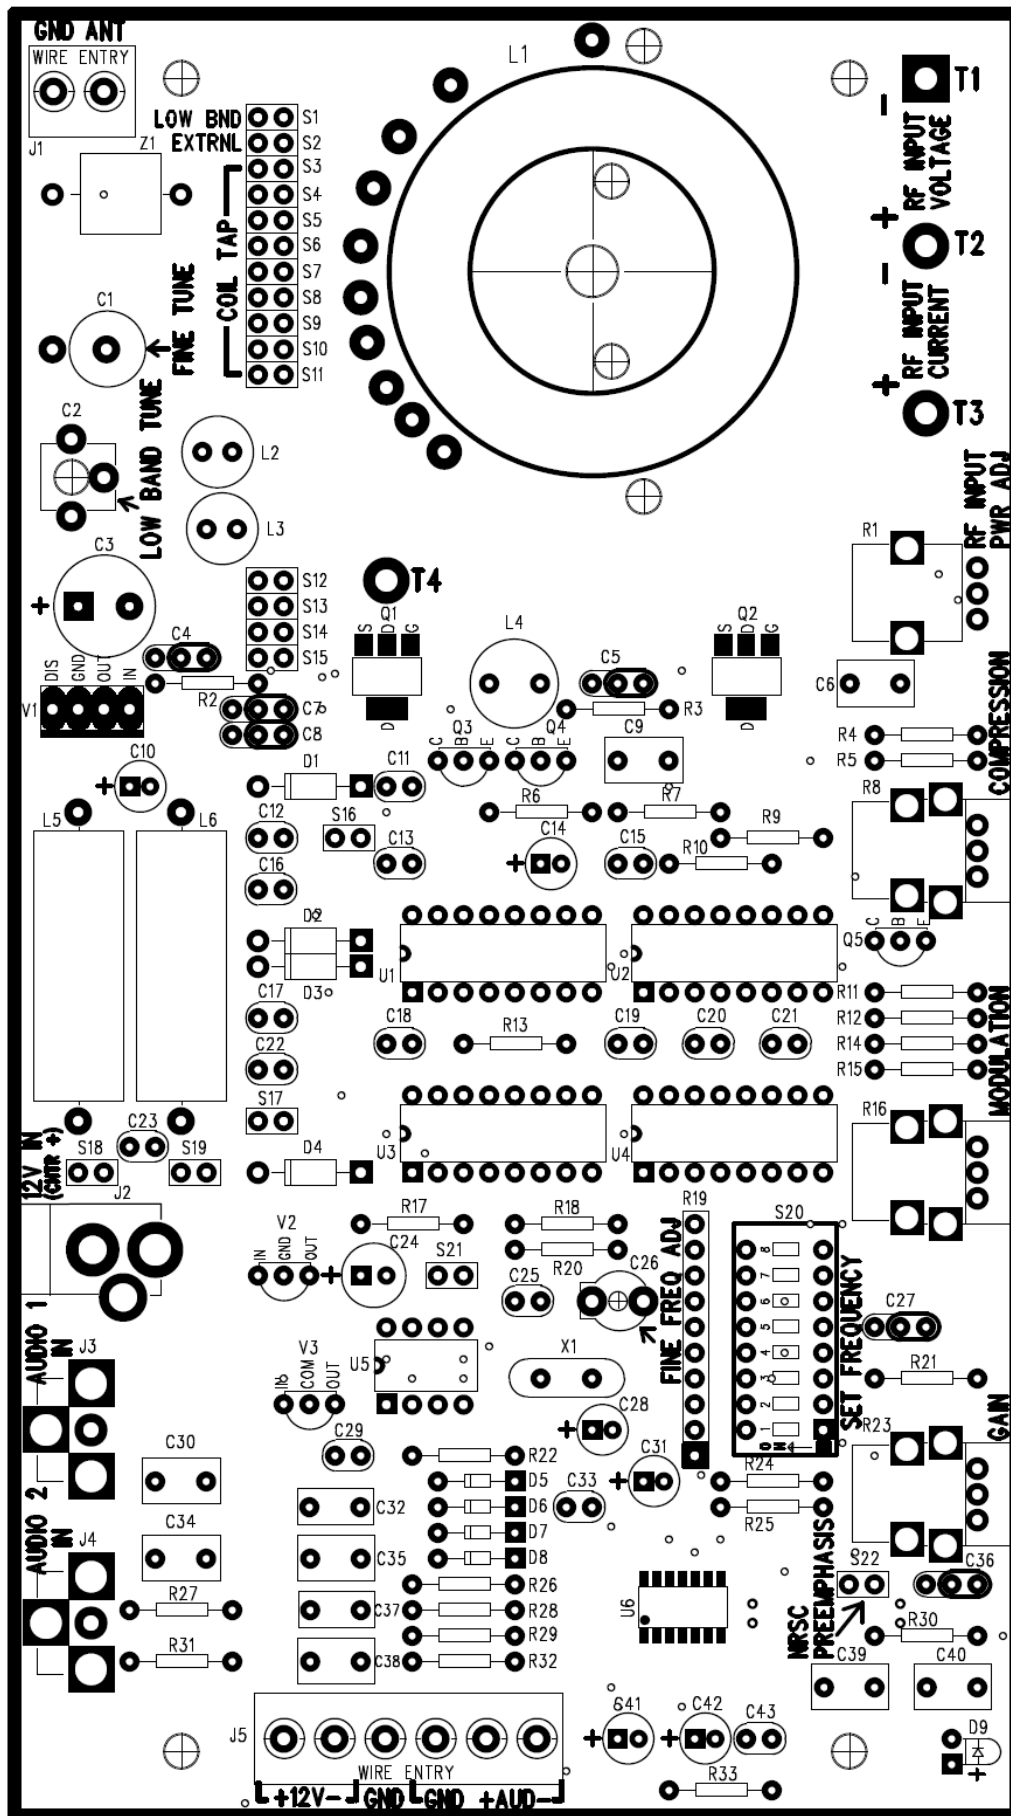 GND ANT
WIRE ENTRY
J1
Z1
L1
T1
-
RF INPUT
VOLTAGE
+
T2
-
RF INPUT
CURRENT
+
T3
LOW BND S1
EXTRNL S2
S3
S4
S5
S6
S7
S8
S9
S10
S11
COIL TAP
C1
FINE TUNE
C2
LOW BAND TUNE
L2
L3
C3
+
S12
S13
S14
S15
T4
R1
RF INPUT
PWR ADJ
Q1
S D G
D
L4
Q2
S D G
D
C4
R2
C5
R3
C6
DIS GND OUT IN
V1
C7
C8
Q3
C B E
Q4
C B E
C9
R4
R5
COMPRESSION
C10
+
D1
C11
R6
R7
R8
L5
L6
C12
S16
C13
C14
+
C15
R9
R10
C16
D2
D3
U1
U2
Q5
C B E
C17
C18
R13
C19
C20
C21
R11
R12
R14
R15
MODULATION
C22
S17
R16
C23
S18
S19
12V IN
(CNTR +)
J2
D4
U3
U4
V2
IN GND OUT
R17
C24
+
S21
R18
R20
C25
C26
R19
FINE FREQ ADJ
S20
8
7
6
5
4
3
2
1
ON
SET FREQUENCY
C27
R21
AUDIO 1
IN
J3
V3
COM OUT
U5
X1
C28
+
C29
R22
C31
+
R23
GAIN
R24
R25
C30
D5
D6
D7
D8
C32
C33
AUDIO 2
IN
J4
C34
C35
R26
R28
R29
R32
C37
C38
R27
R31
U6
NRSC
PREEMPHASIS
S22
C36
R30
C39
C40
J5
WIRE ENTRY
+12V- GND GND +AUD-
C41
+
C42
+
C43
R33
D9
+